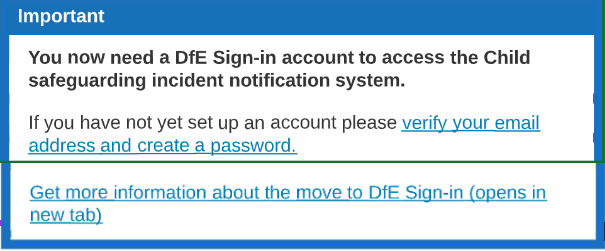 Important
You now need a DfE Sign-in account to access the Child
safeguarding incident notification system.
If you have not yet set up an account please verify your email
address and create a password.
Get more information about the move to DfE Sign-in (opens in
new tab)